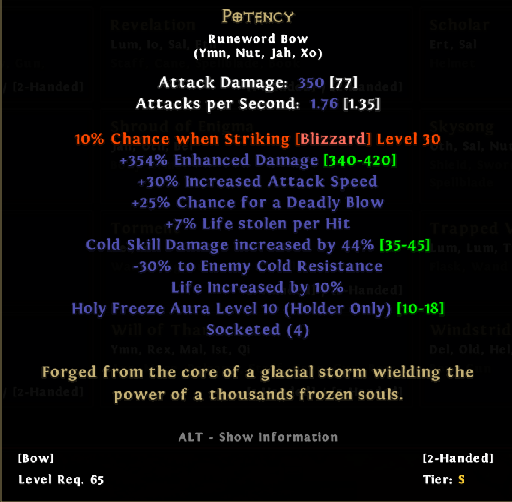 Potency
Runeword Bow
(Ymn, Nut, Jah, Xo)
Attack Damage: 350 [77]
Attacks per Second: 1.76 [1.35]
10% Chance when Striking [Blizzard] Level 30
+354% Enhanced Damage [340-420]
+30% Increased Attack Speed
+25% Chance for a Deadly Blow
+7% Life stolen per Hit
Cold Skill Damage increased by 44% [35-45]
-30% to Enemy Cold Resistance
Life Increased by 10%
Holy Freeze Aura Level 10 (Holder Only) [10-18]
Socketed (4)
Forged from the core of a glacial storm wielding the
power of a thousands frozen souls.
ALT - Show Information
[Bow] [2-Handed]
Level Req. 65 Tier: S